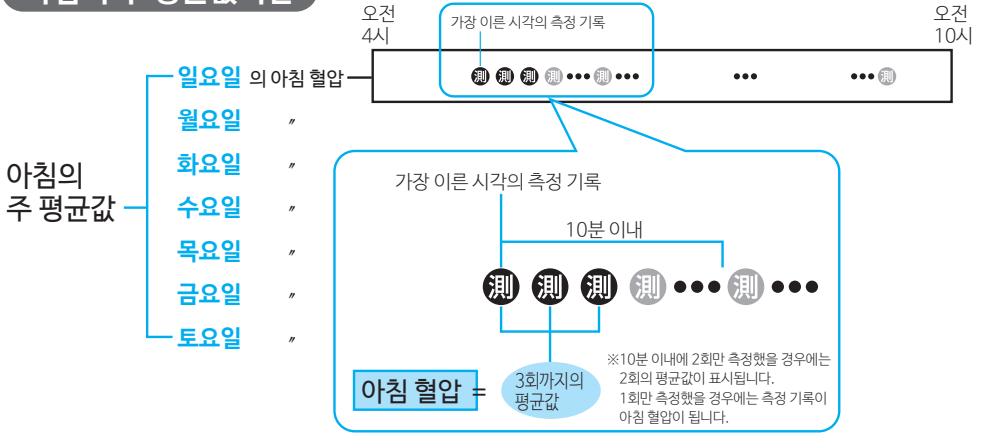 오전
4시
오전
10시
가장 이른 시각의 측정 기록
測 測 測 測 ••• 測 ••• ••• ••• 測
일요일 의 아침 혈압
월요일 〃
화요일 〃
수요일 〃
목요일 〃
금요일 〃
토요일 〃
아침의
주 평균값
가장 이른 시각의 측정 기록
10분 이내
測 測 測 測 ••• 測 •••
아침 혈압 =
3회까지의
평균값
※10분 이내에 2회만 측정했을 경우에는
2회의 평균값이 표시됩니다.
1회만 측정했을 경우에는 측정 기록이
아침 혈압이 됩니다.